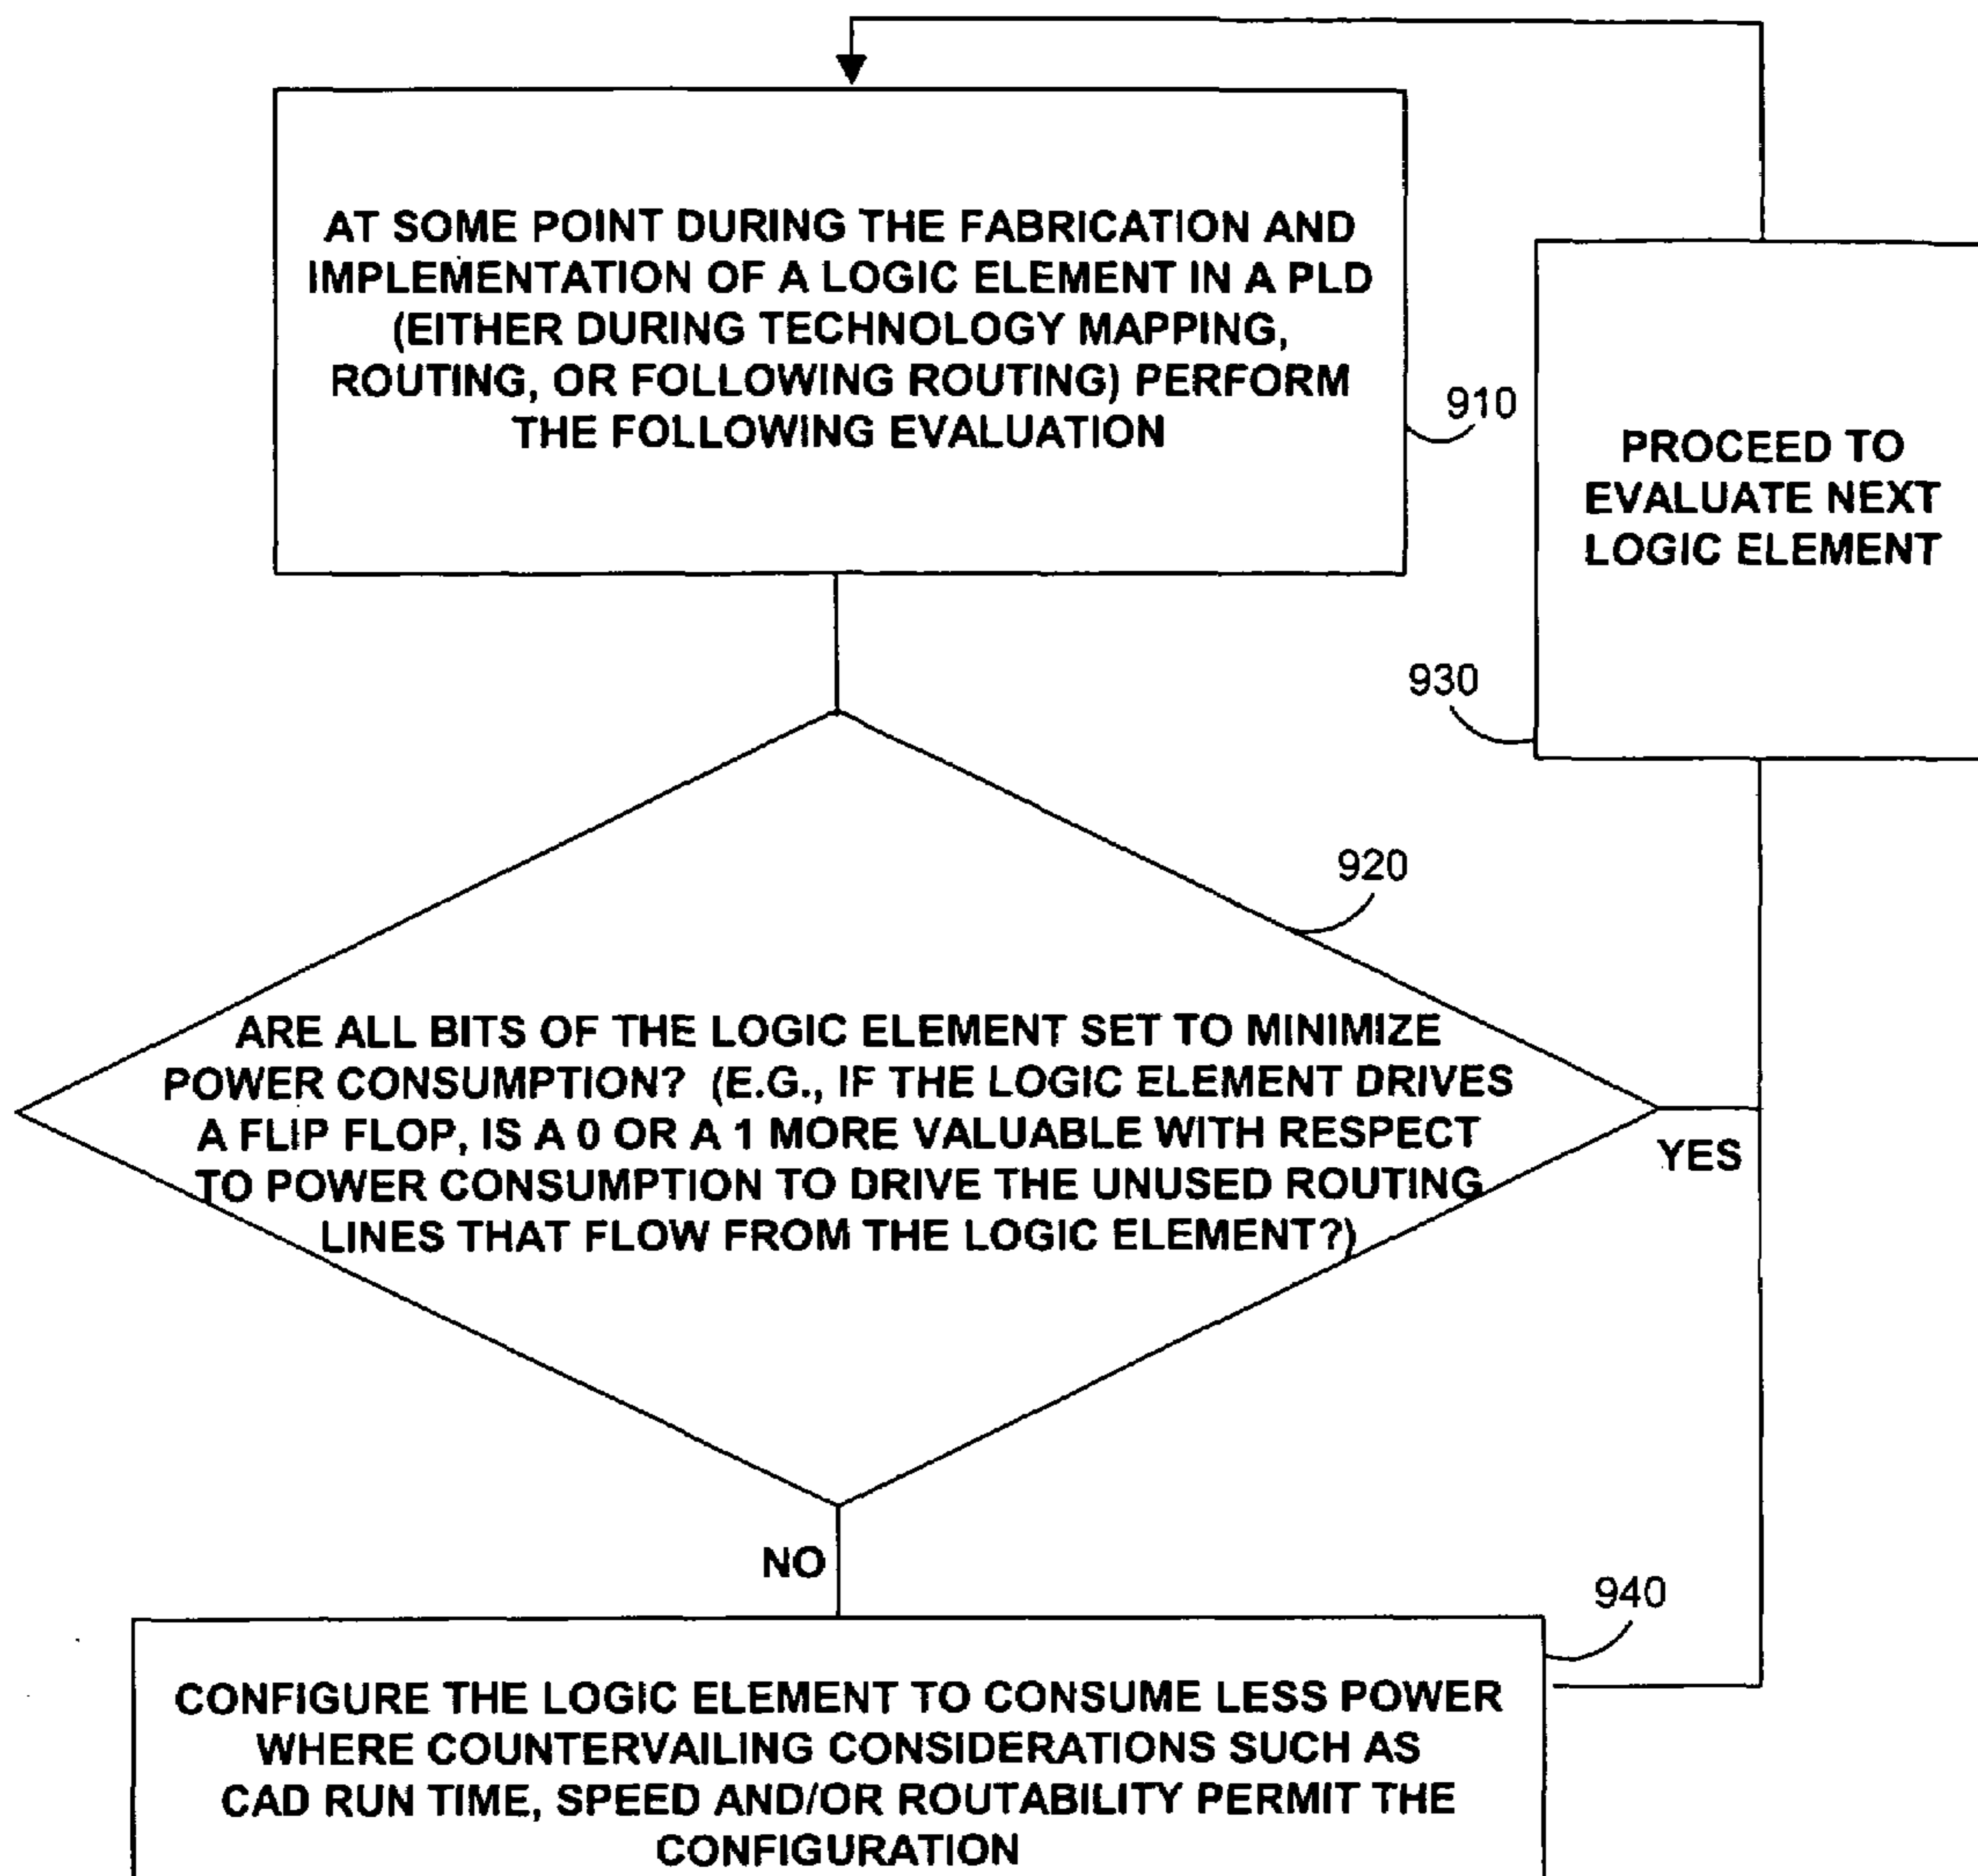 AT SOME POINT DURING THE FABRICATION AND
IMPLEMENTATION OF A LOGIC ELEMENT IN A PLD
(EITHER DURING TECHNOLOGY MAPPING,
ROUTING, OR FOLLOWING ROUTING) PERFORM
THE FOLLOWING EVALUATION
910
PROCEED TO
EVALUATE NEXT
LOGIC ELEMENT
930
920
ARE ALL BITS OF THE LOGIC ELEMENT SET TO MINIMIZE
POWER CONSUMPTION? (E.G., IF THE LOGIC ELEMENT DRIVES
A FLIP FLOP, IS A 0 OR A 1 MORE VALUABLE WITH RESPECT
TO POWER CONSUMPTION TO DRIVE THE UNUSED ROUTING
LINES THAT FLOW FROM THE LOGIC ELEMENT?)
YES
NO
940
CONFIGURE THE LOGIC ELEMENT TO CONSUME LESS POWER
WHERE COUNTERVAILING CONSIDERATIONS SUCH AS
CAD RUN TIME, SPEED AND/OR ROUTABILITY PERMIT THE
CONFIGURATION